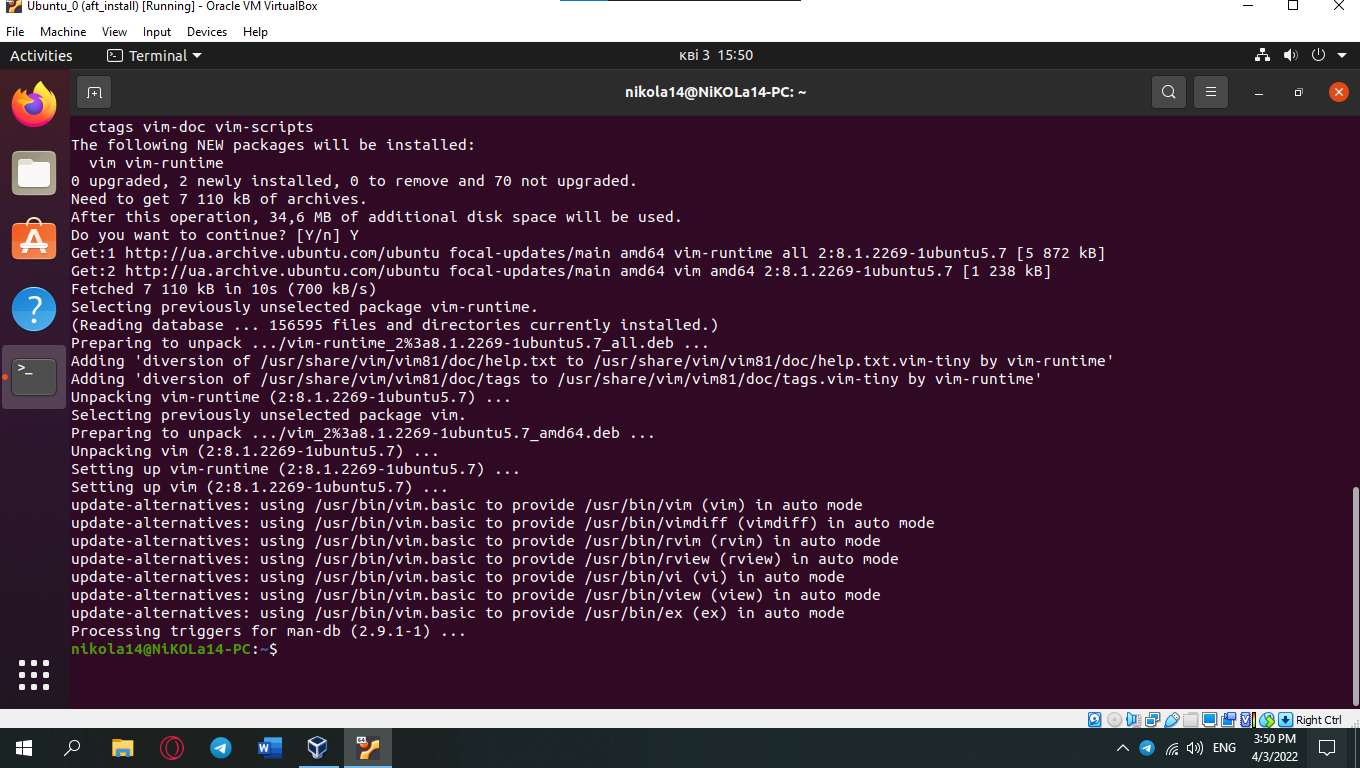 Ubuntu_0 (aft_install) [Running] - Oracle VM VirtualBox
File Machine View Input Devices Help
Activities Terminal кві 3 15:50
nikola14@NiKOLa14-PC: ~
ctags vim-doc vim-scripts
The following NEW packages will be installed:
vim vim-runtime
0 upgraded, 2 newly installed, 0 to remove and 70 not upgraded.
Need to get 7 110 kB of archives.
After this operation, 34,6 MB of additional disk space will be used.
Do you want to continue? [Y/n] Y
Get:1 http://ua.archive.ubuntu.com/ubuntu focal-updates/main amd64 vim-runtime all 2:8.1.2269-1ubuntu5.7 [5 872 kB]
Get:2 http://ua.archive.ubuntu.com/ubuntu focal-updates/main amd64 vim amd64 2:8.1.2269-1ubuntu5.7 [1 238 kB]
Fetched 7 110 kB in 10s (700 kB/s)
Selecting previously unselected package vim-runtime.
(Reading database ... 156595 files and directories currently installed.)
Preparing to unpack .../vim-runtime_2%3a8.1.2269-1ubuntu5.7_all.deb ...
Adding 'diversion of /usr/share/vim/vim81/doc/help.txt to /usr/share/vim/vim81/doc/help.txt.vim-tiny by vim-runtime'
Adding 'diversion of /usr/share/vim/vim81/doc/tags to /usr/share/vim/vim81/doc/tags.vim-tiny by vim-runtime'
Unpacking vim-runtime (2:8.1.2269-1ubuntu5.7) ...
Selecting previously unselected package vim.
Preparing to unpack .../vim_2%3a8.1.2269-1ubuntu5.7_amd64.deb ...
Unpacking vim (2:8.1.2269-1ubuntu5.7) ...
Setting up vim-runtime (2:8.1.2269-1ubuntu5.7) ...
Setting up vim (2:8.1.2269-1ubuntu5.7) ...
update-alternatives: using /usr/bin/vim.basic to provide /usr/bin/vim (vim) in auto mode
update-alternatives: using /usr/bin/vim.basic to provide /usr/bin/vimdiff (vimdiff) in auto mode
update-alternatives: using /usr/bin/vim.basic to provide /usr/bin/rvim (rvim) in auto mode
update-alternatives: using /usr/bin/vim.basic to provide /usr/bin/rview (rview) in auto mode
update-alternatives: using /usr/bin/vim.basic to provide /usr/bin/vi (vi) in auto mode
update-alternatives: using /usr/bin/vim.basic to provide /usr/bin/view (view) in auto mode
update-alternatives: using /usr/bin/vim.basic to provide /usr/bin/ex (ex) in auto mode
Processing triggers for man-db (2.9.1-1) ...
nikola14@NiKOLa14-PC:~$
Right Ctrl
ENG
3:50 PM
4/3/2022